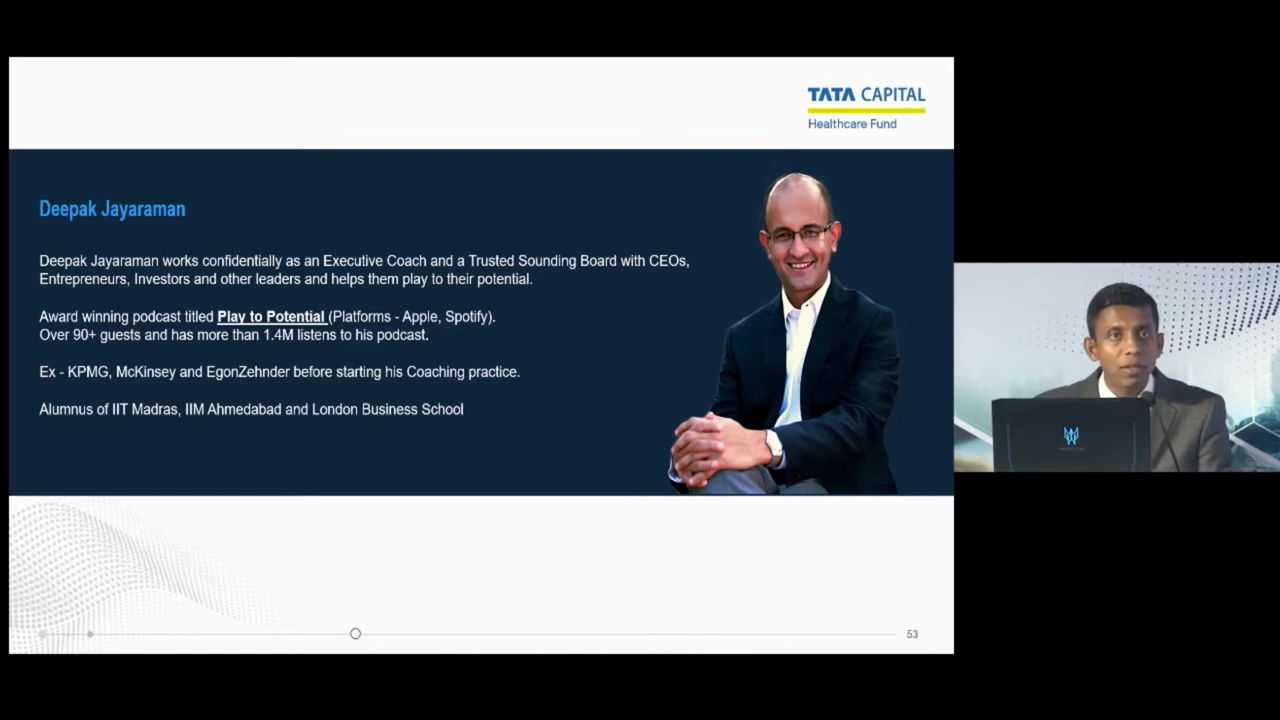 TATA CAPITAL
Healthcare Fund
Deepak Jayaraman
Deepak Jayaraman works confidentially as an Executive Coach and a Trusted Sounding Board with CEOs,
Entrepreneurs, Investors and other leaders and helps them play to their potential.
Award winning podcast titled Play to Potential (Platforms - Apple, Spotify).
Over 90+ guests and has more than 1.4M listens to his podcast.
Ex - KPMG, McKinsey and EgonZehnder before starting his Coaching practice.
Alumnus of IIT Madras, IIM Ahmedabad and London Business School
53